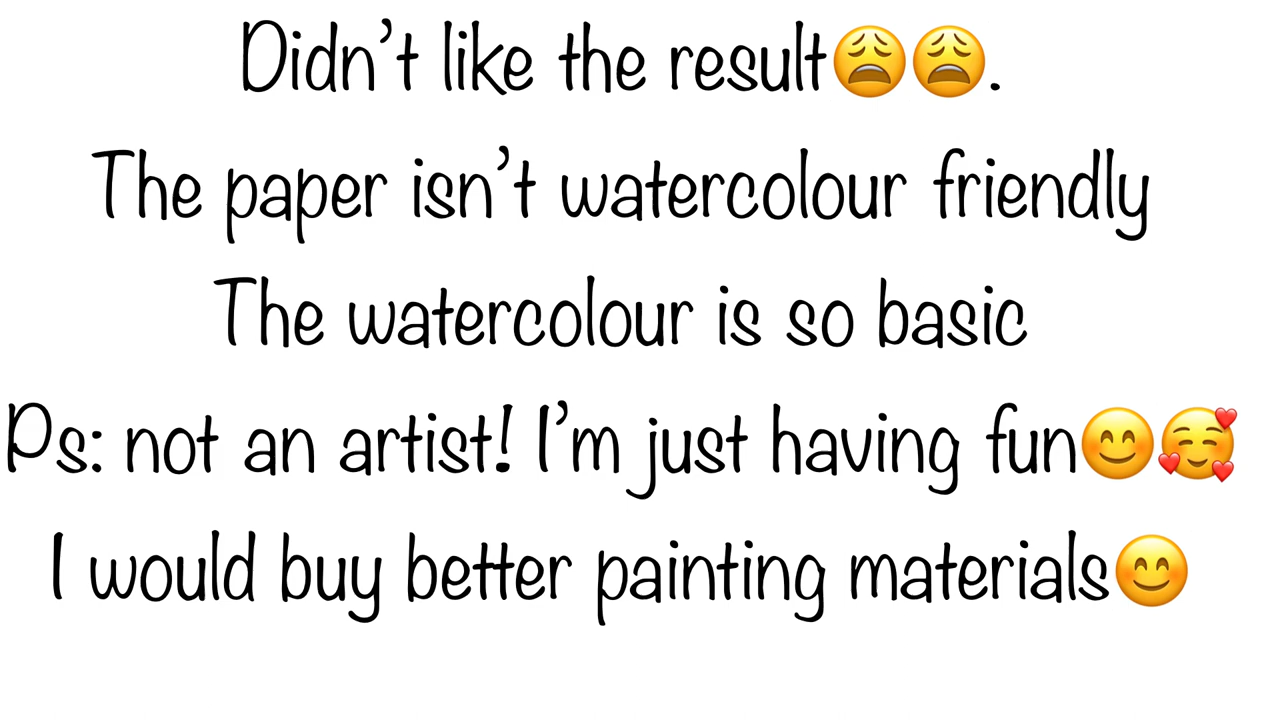 Didn’t like the result😩😩.
The paper isn’t watercolour friendly
The watercolour is so basic
Ps: not an artist! I’m just having fun😊🥰
I would buy better painting materials😊